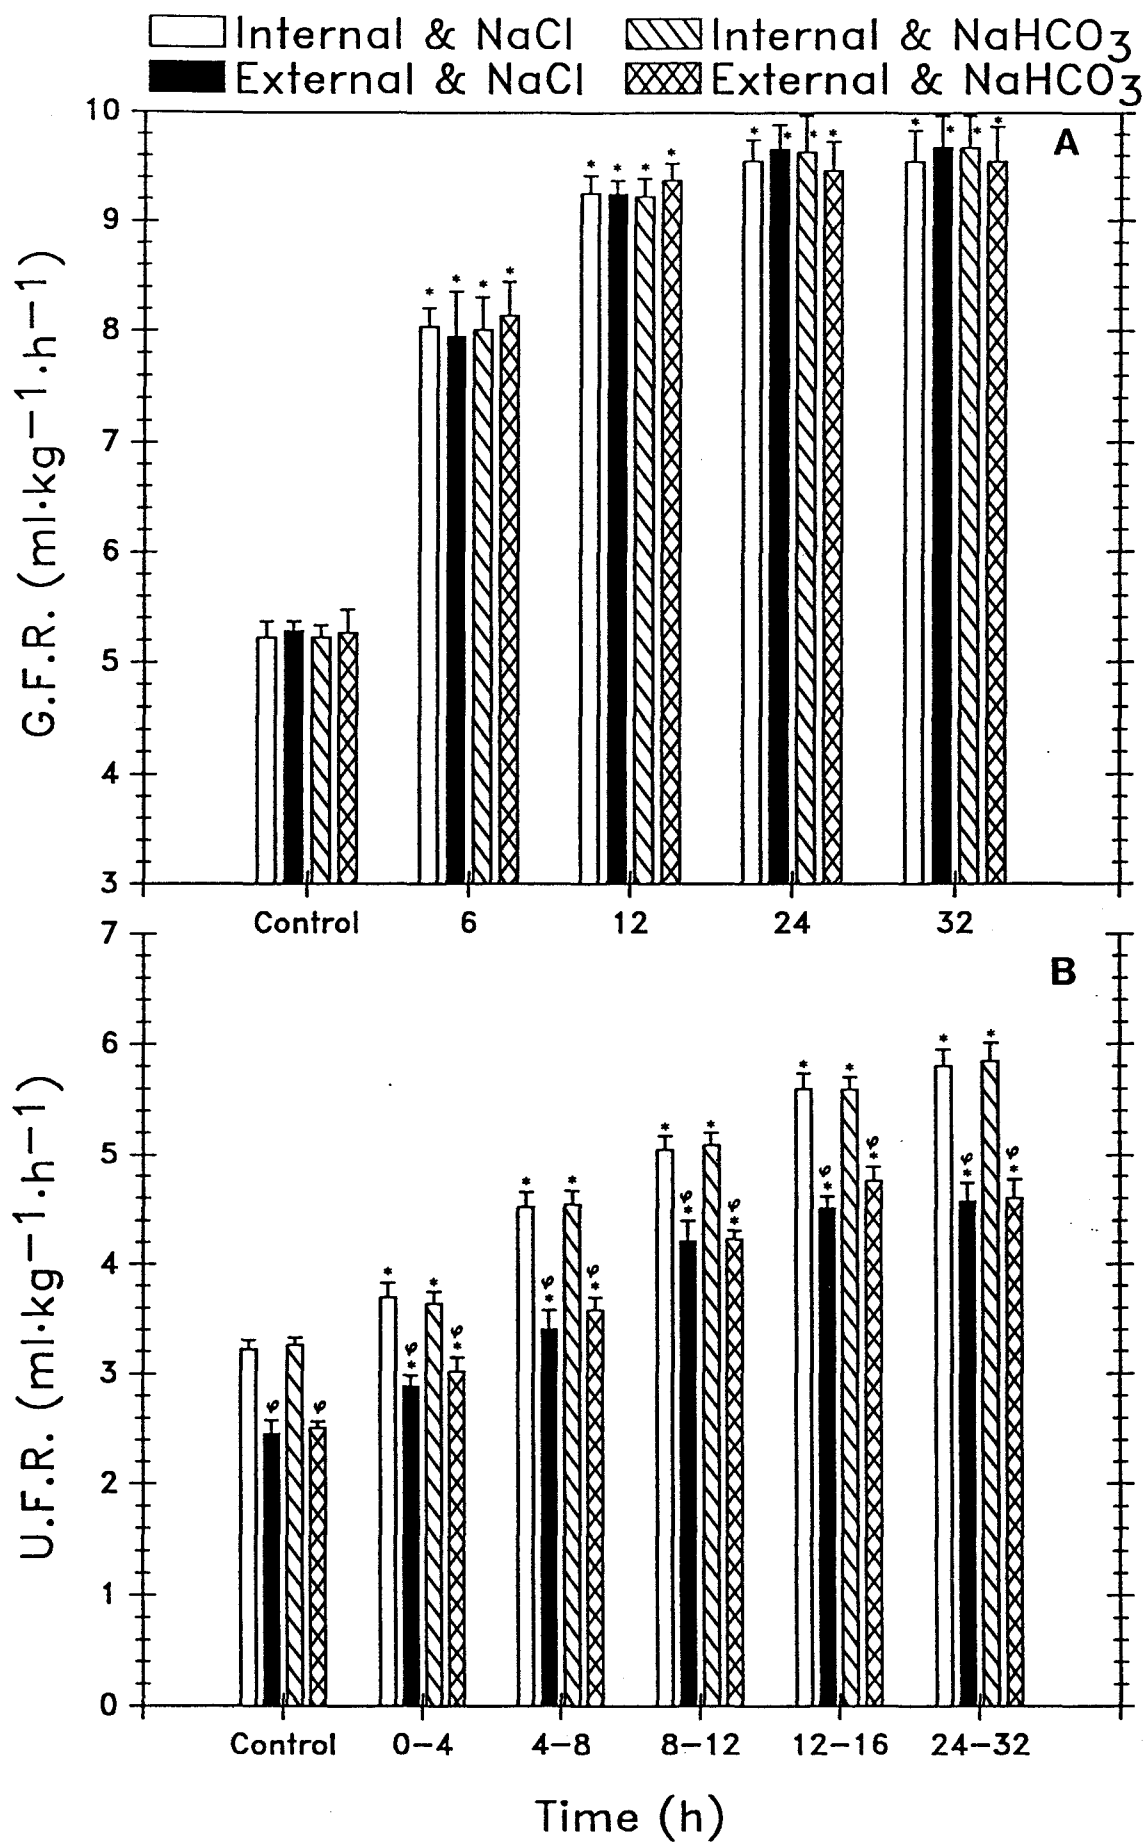 Internal & NaCl Internal & NaHCO3
External & NaCl External & NaHCO3
A
10
9
8
7
6
5
4
3
G.F.R. (ml·kg−1·h−1)
Control 6 12 24 32
B
7
6
5
4
3
2
1
0
U.F.R. (ml·kg−1·h−1)
Control 0−4 4−8 8−12 12−16 24−32
Time (h)